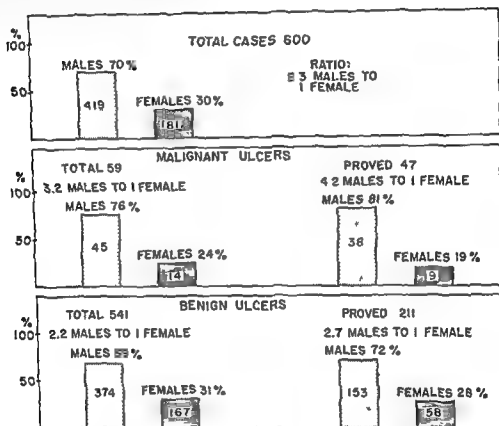 %
100
50
TOTAL CASES 600
MALES 70%
419
FEMALES 30%
181
RATIO:
3 MALES TO
1 FEMALE
MALIGNANT ULCERS
%
100
50
TOTAL 59
3.2 MALES TO 1 FEMALE
MALES 76%
45
FEMALES 24%
14
PROVED 47
4 2 MALES TO 1 FEMALE
MALES 81%
38
FEMALES 19%
9
BENIGN ULCERS
%
100
50
TOTAL 541
2.2 MALES TO 1 FEMALE
MALES %
374
FEMALES 31%
167
PROVED 211
2.7 MALES TO 1 FEMALE
MALES 72%
153
FEMALES 28%
58